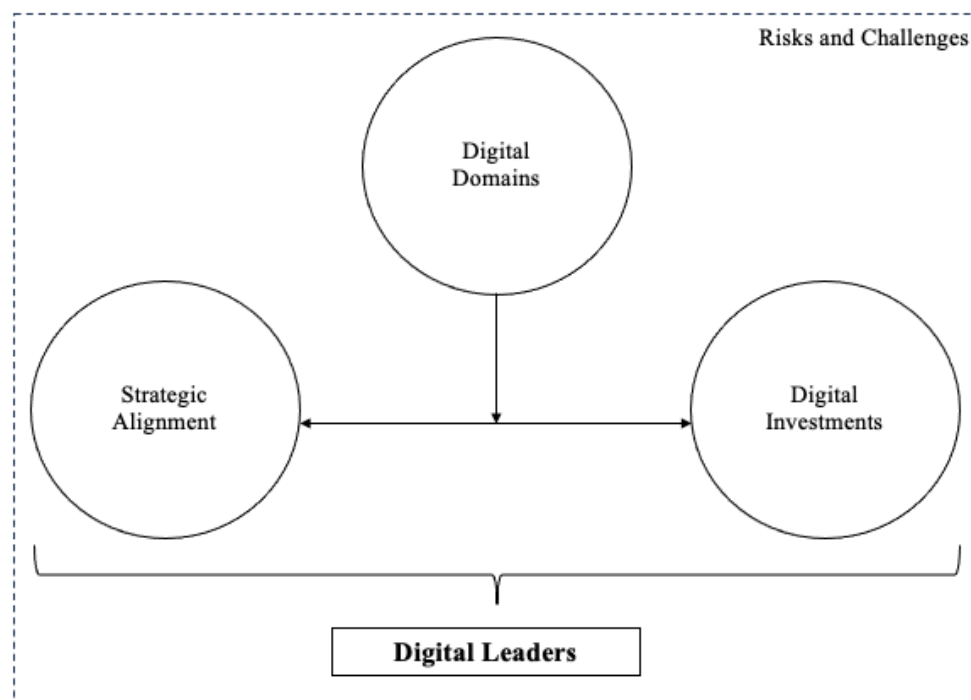 Risks and Challenges
Digital
Domains
Strategic
Alignment
Digital
Investments
Digital Leaders